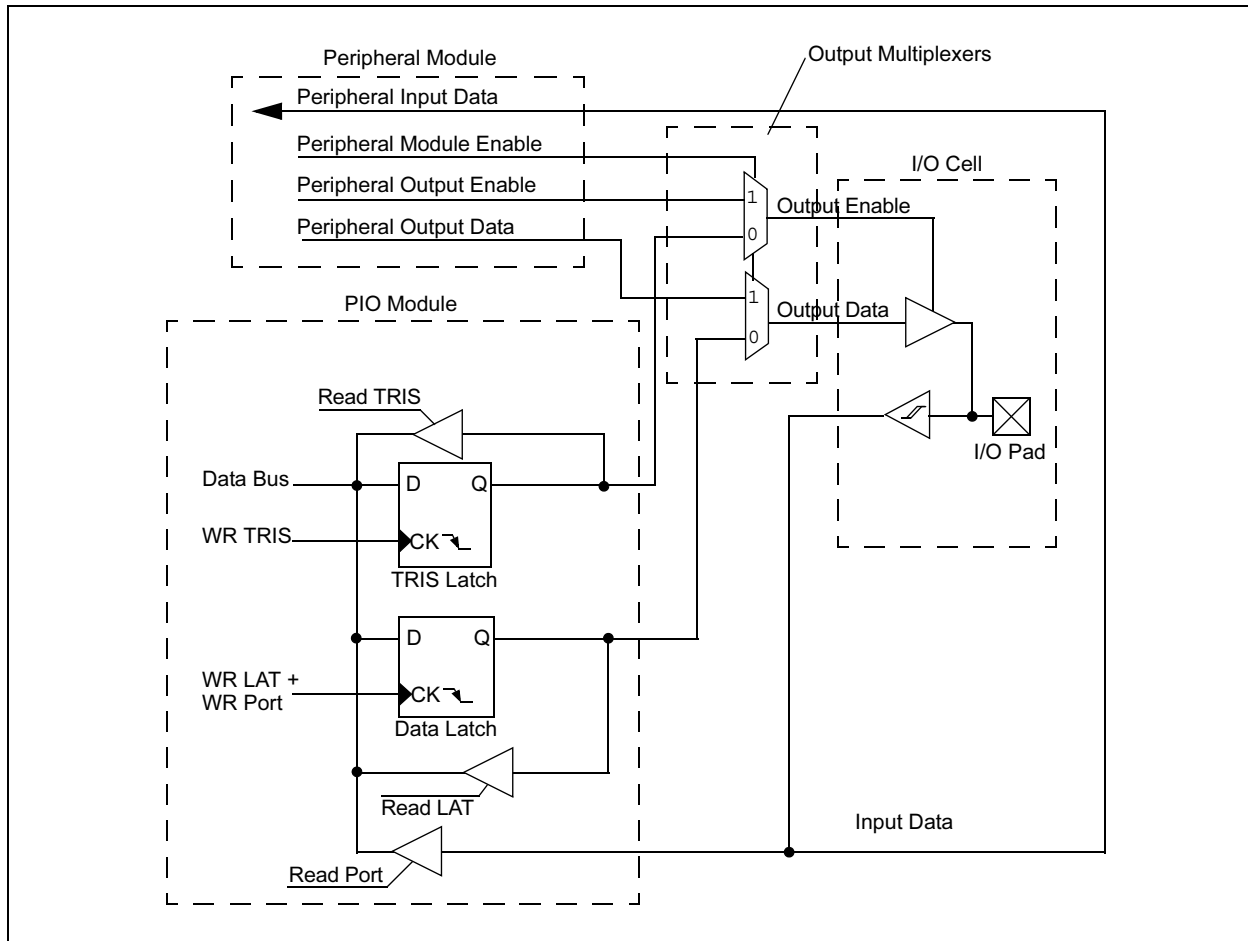 Peripheral Module
Output Multiplexers
Peripheral Input Data
Peripheral Module Enable
I/O Cell
Peripheral Output Enable
1
Output Enable
Peripheral Output Data
0
PIO Module
1
Output Data
0
Read TRIS
I/O Pad
Data Bus
D
Q
WR TRIS
CK
TRIS Latch
D
Q
WR LAT +
WR Port
CK
Data Latch
Read LAT
Input Data
Read Port